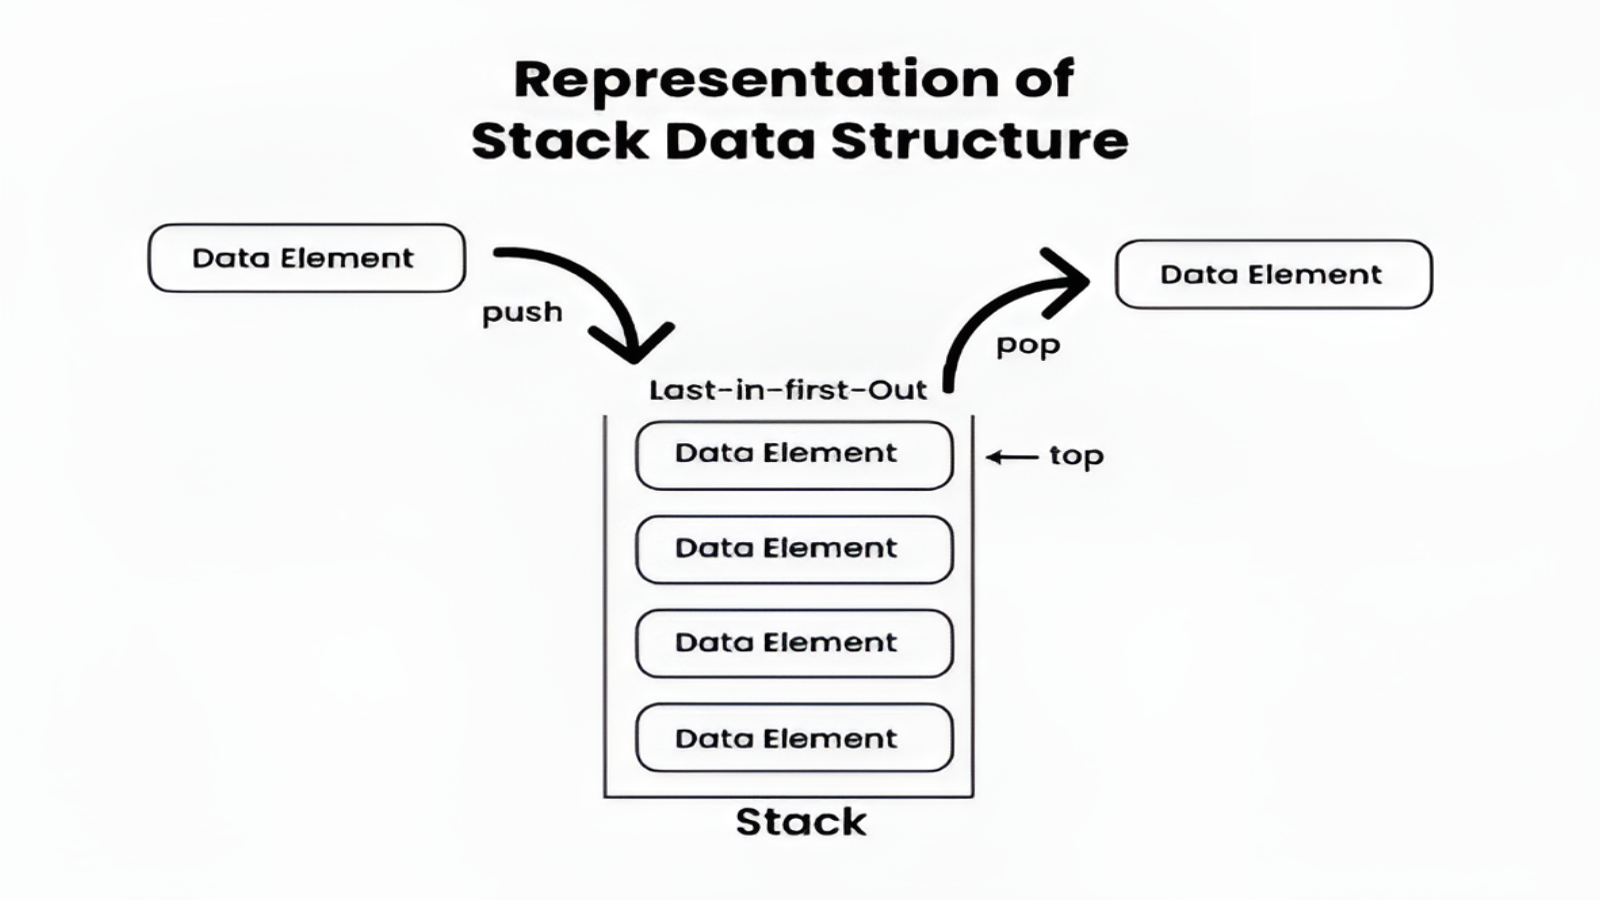 Representation of
Stack Data Structure
Data Element
push
Data Element
pop
Last-in-first-Out
Data Element
top
Data Element
Data Element
Data Element
Stack